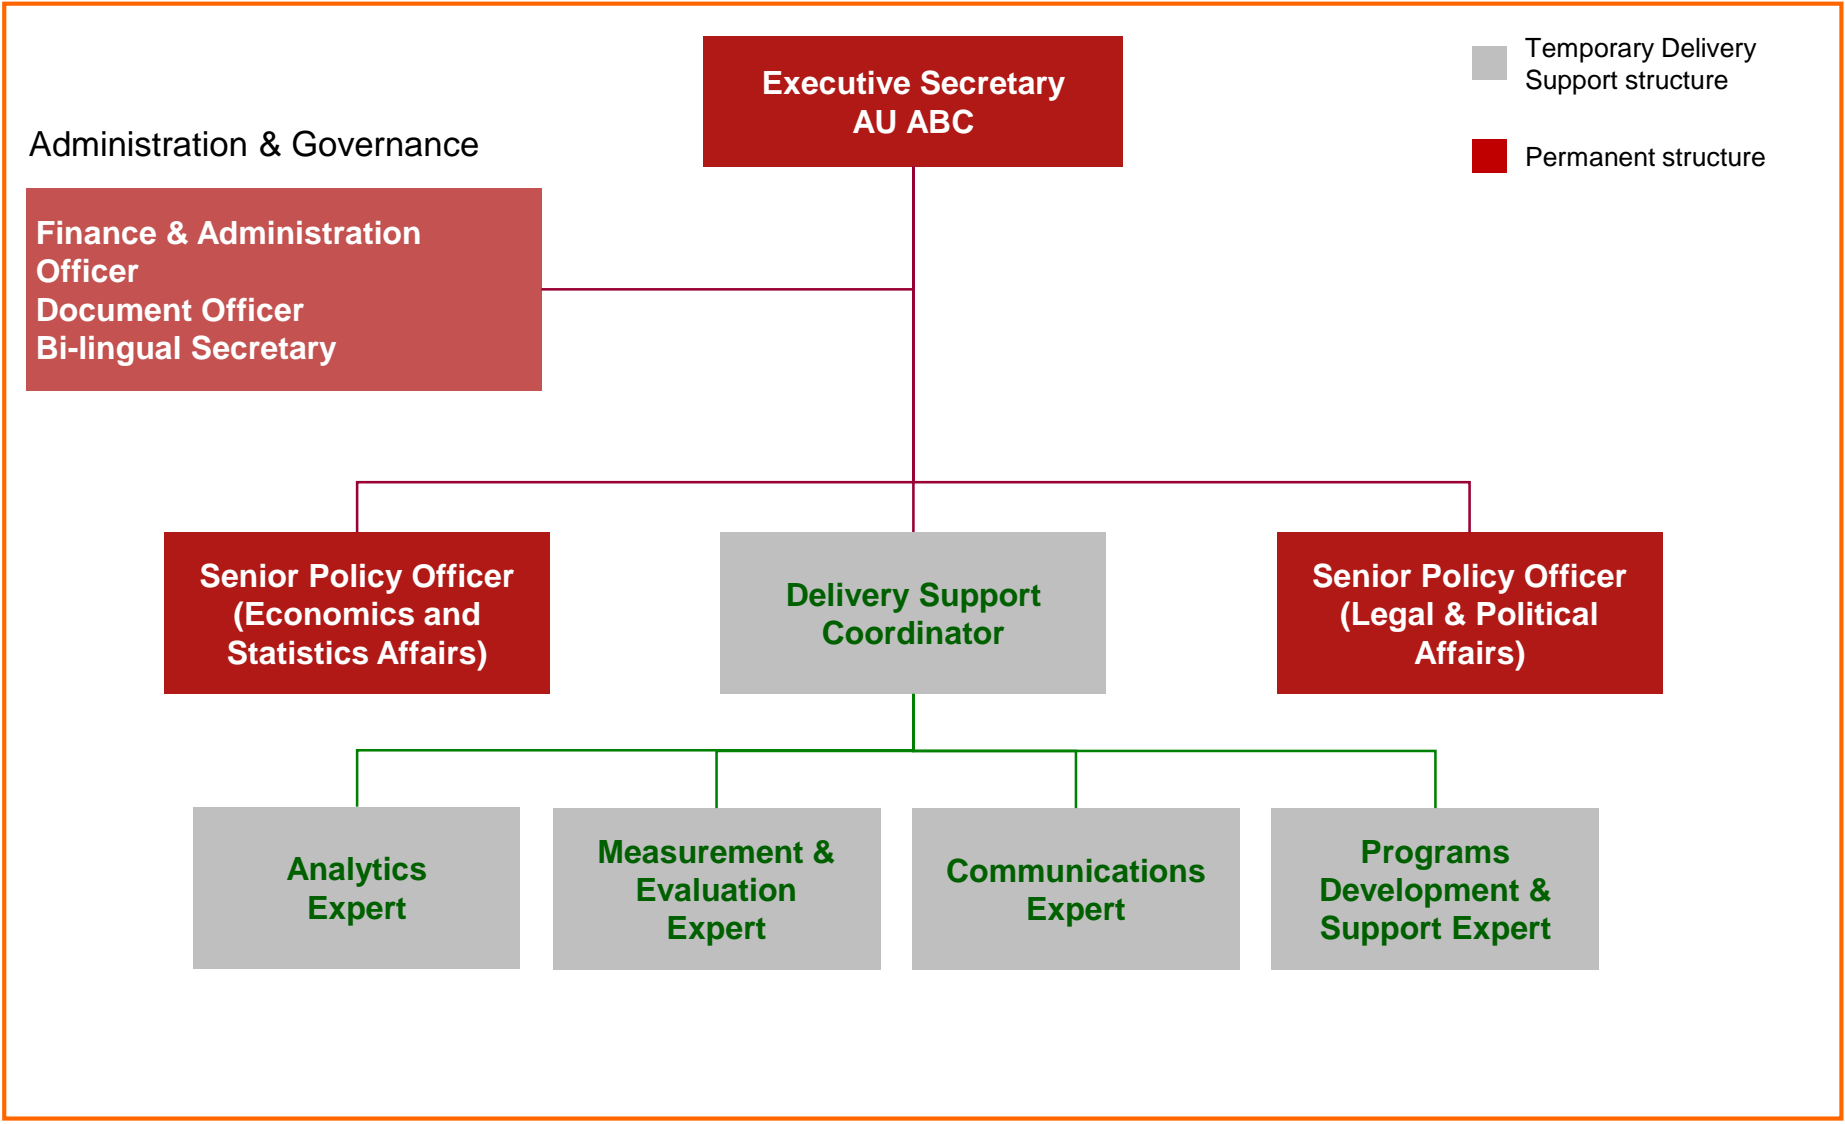 Executive Secretary
AU ABC
Temporary Delivery
Support structure
Permanent structure
Administration & Governance
Finance & Administration
Officer
Document Officer
Bi-lingual Secretary
Senior Policy Officer
(Economics and
Statistics Affairs)
Delivery Support
Coordinator
Senior Policy Officer
(Legal & Political
Affairs)
Analytics
Expert
Measurement &
Evaluation
Expert
Communications
Expert
Programs
Development &
Support Expert